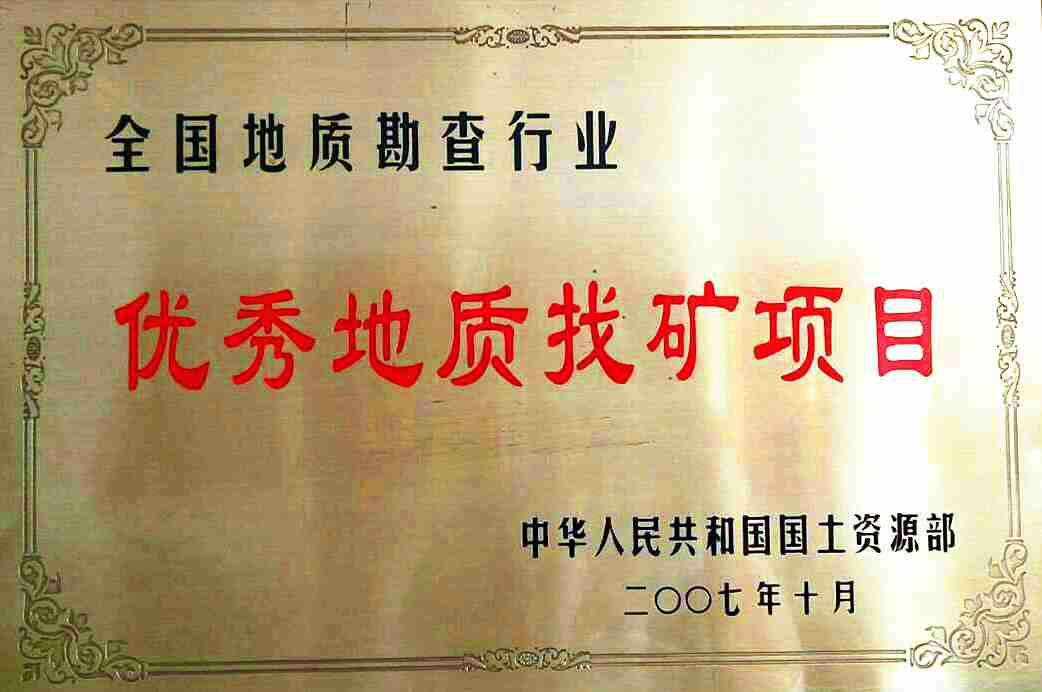 全国地质勘查行业
优秀地质找矿项目
中华人民共和国国土资源部
二〇〇七年十月